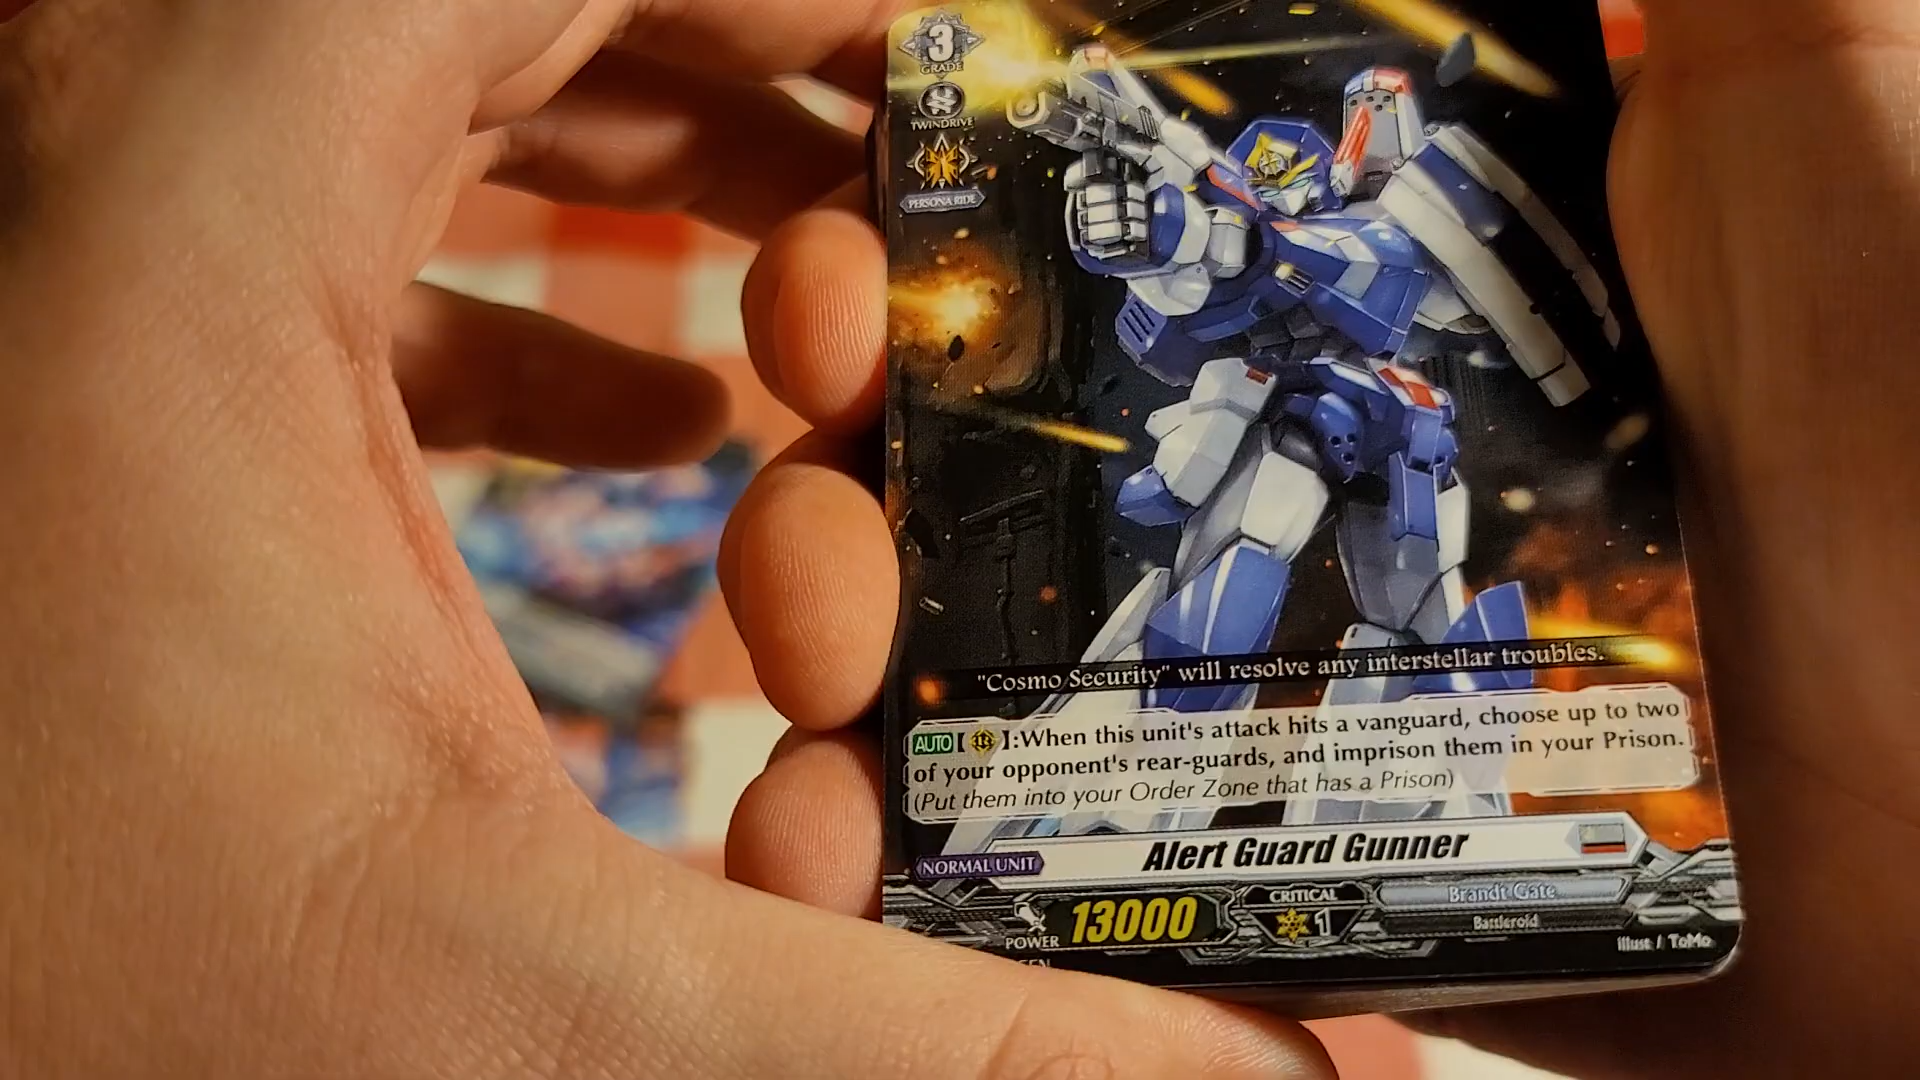 3
GRADE
TWINDRIVE
PERSONA RIDE
"Cosmo Security" will resolve any interstellar troubles.
AUTO【 】:When this unit's attack hits a vanguard, choose up to two
of your opponent's rear-guards, and imprison them in your Prison.
(Put them into your Order Zone that has a Prison)
NORMAL UNIT
Alert Guard Gunner
POWER 13000
CRITICAL
1
Brandt Gate
Battleroid
illust / ToMo